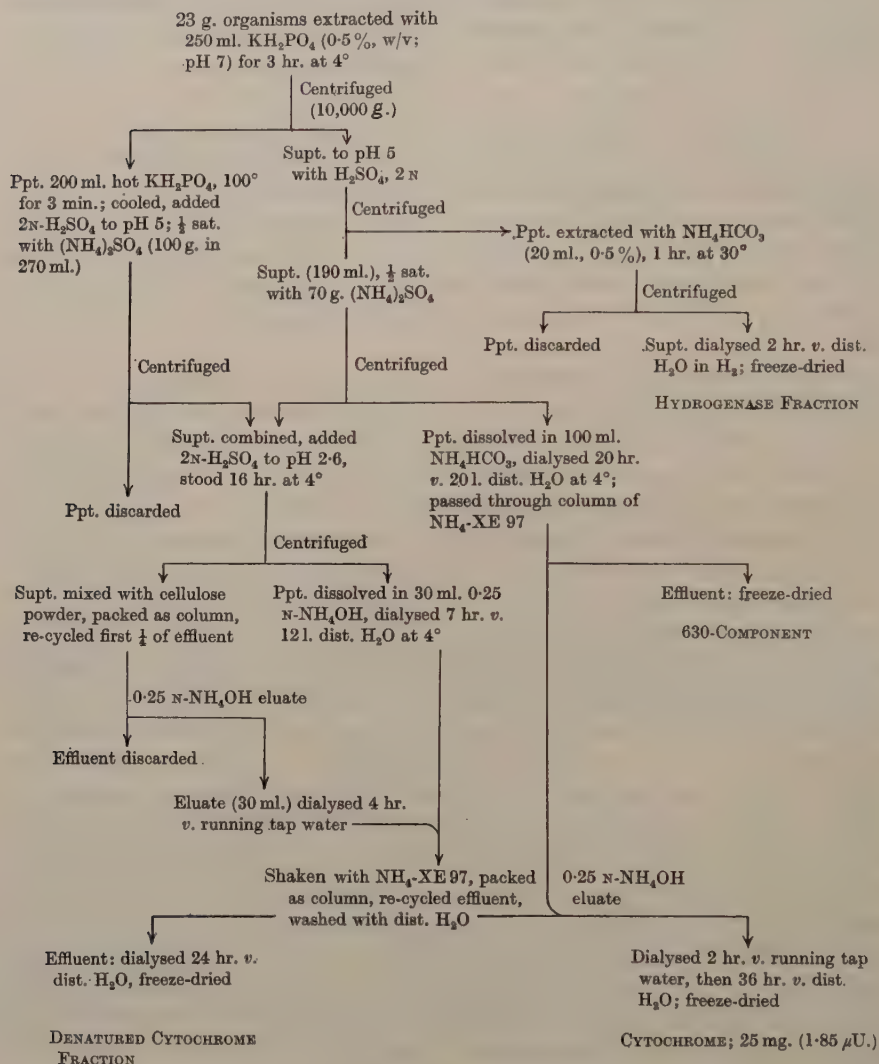 23 g. organisms extracted with
250 ml. KH₂PO₄ (0·5 %, w/v;
pH 7) for 3 hr. at 4°
Centrifuged
(10,000 g.)
Ppt. 200 ml. hot KH₂PO₄, 100°
for 3 min.; cooled, added
2N-H₂SO₄ to pH 5; ½ sat.
with (NH₄)₂SO₄ (100 g. in
270 ml.)
Supt. to pH 5
with H₂SO₄, 2 N
Centrifuged
Ppt. extracted with NH₄HCO₃
(20 ml., 0·5 %), 1 hr. at 30°
Supt. (190 ml.), ½ sat.
with 70 g. (NH₄)₂SO₄
Centrifuged
Ppt. discarded
Supt. dialysed 2 hr. v. dist.
H₂O in H₂; freeze-dried
HYDROGENASE FRACTION
Centrifuged
Centrifuged
Supt. combined, added
2N-H₂SO₄ to pH 2·6,
stood 16 hr. at 4°
Ppt. dissolved in 100 ml.
NH₄HCO₃, dialysed 20 hr.
v. 20 l. dist. H₂O at 4°;
passed through column of
NH₄-XE 97
Ppt. discarded
Centrifuged
Supt. mixed with cellulose
powder, packed as column,
re-cycled first ¼ of effluent
Ppt. dissolved in 30 ml. 0·25
N-NH₄OH, dialysed 7 hr. v.
12 l. dist. H₂O at 4°
Effluent: freeze-dried
630-COMPONENT
0·25 N-NH₄OH eluate
Effluent discarded
Eluate (30 ml.) dialysed 4 hr.
v. running tap water
Shaken with NH₄-XE 97, packed
as column, re-cycled effluent,
washed with dist. H₂O
0·25 N-NH₄OH
eluate
Effluent: dialysed 24 hr. v.
dist. H₂O, freeze-dried
DENATURED CYTOCHROME
FRACTION
Dialysed 2 hr. v. running tap
water, then 36 hr. v. dist.
H₂O; freeze-dried
CYTOCHROME; 25 mg. (1·85 μU.)